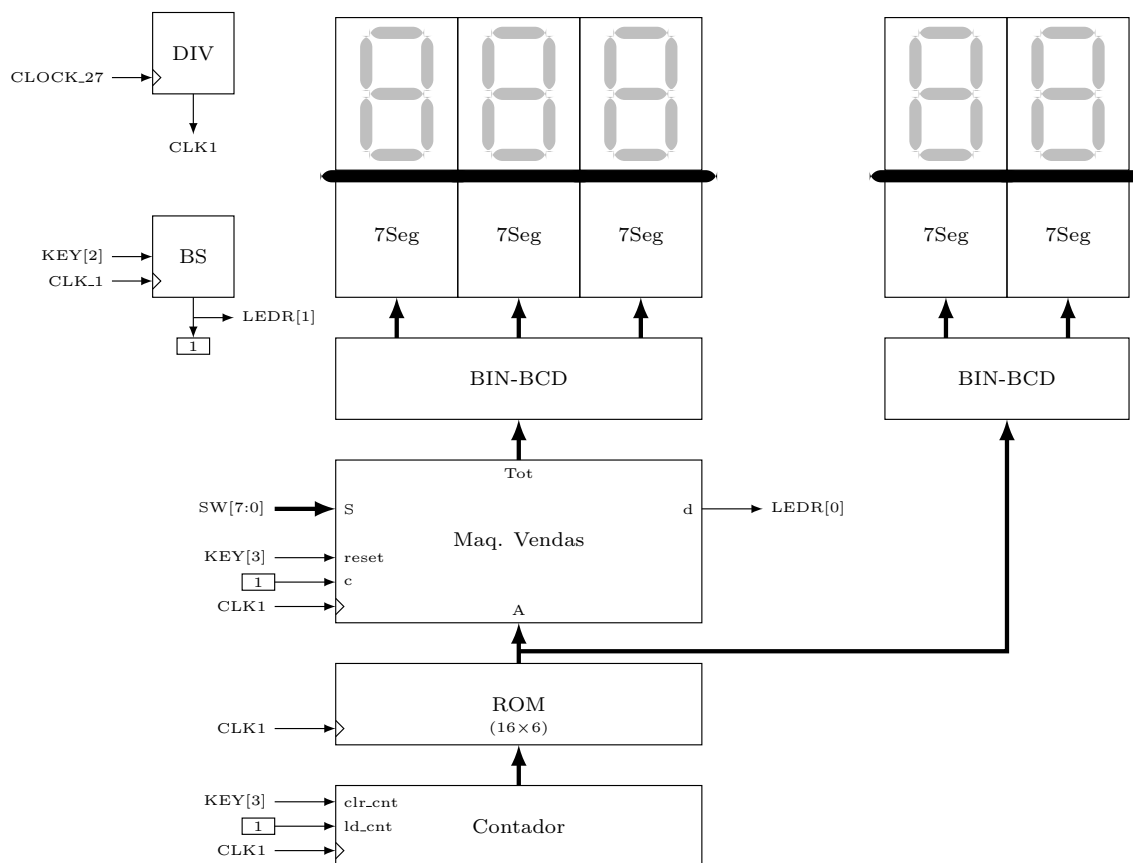 DIV
CLOCK_27
CLK1
7Seg 7Seg 7Seg 7Seg 7Seg
KEY[2]
BS
CLK_1
LEDR[1]
1
BIN-BCD BIN-BCD
Tot
SW[7:0] S d LEDR[0]
Maq. Vendas
KEY[3] reset
1 c
CLK1 A
ROM
CLK1 (16×6)
KEY[3] clr_cnt
1 ld_cnt Contador
CLK1